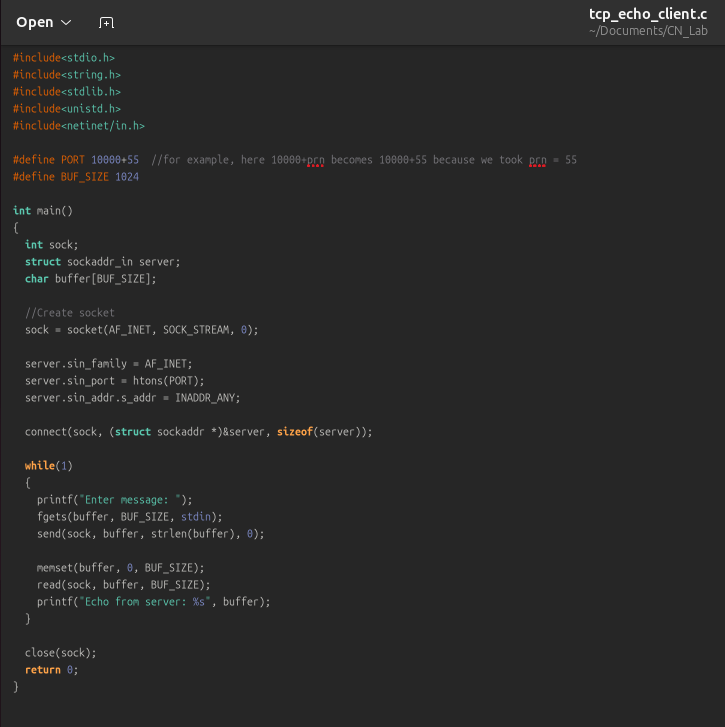 Open
tcp_echo_client.c
~/Documents/CN_Lab
#include<stdio.h>
#include<string.h>
#include<stdlib.h>
#include<unistd.h>
#include<netinet/in.h>
#define PORT 10000+55  //for example, here 10000+prn becomes 10000+55 because we took prn = 55
#define BUF_SIZE 1024
int main()
{
  int sock;
  struct sockaddr_in server;
  char buffer[BUF_SIZE];
  //Create socket
  sock = socket(AF_INET, SOCK_STREAM, 0);
  server.sin_family = AF_INET;
  server.sin_port = htons(PORT);
  server.sin_addr.s_addr = INADDR_ANY;
  connect(sock, (struct sockaddr *)&server, sizeof(server));
  while(1)
  {
    printf("Enter message: ");
    fgets(buffer, BUF_SIZE, stdin);
    send(sock, buffer, strlen(buffer), 0);
    memset(buffer, 0, BUF_SIZE);
    read(sock, buffer, BUF_SIZE);
    printf("Echo from server: %s", buffer);
  }
  close(sock);
  return 0;
}